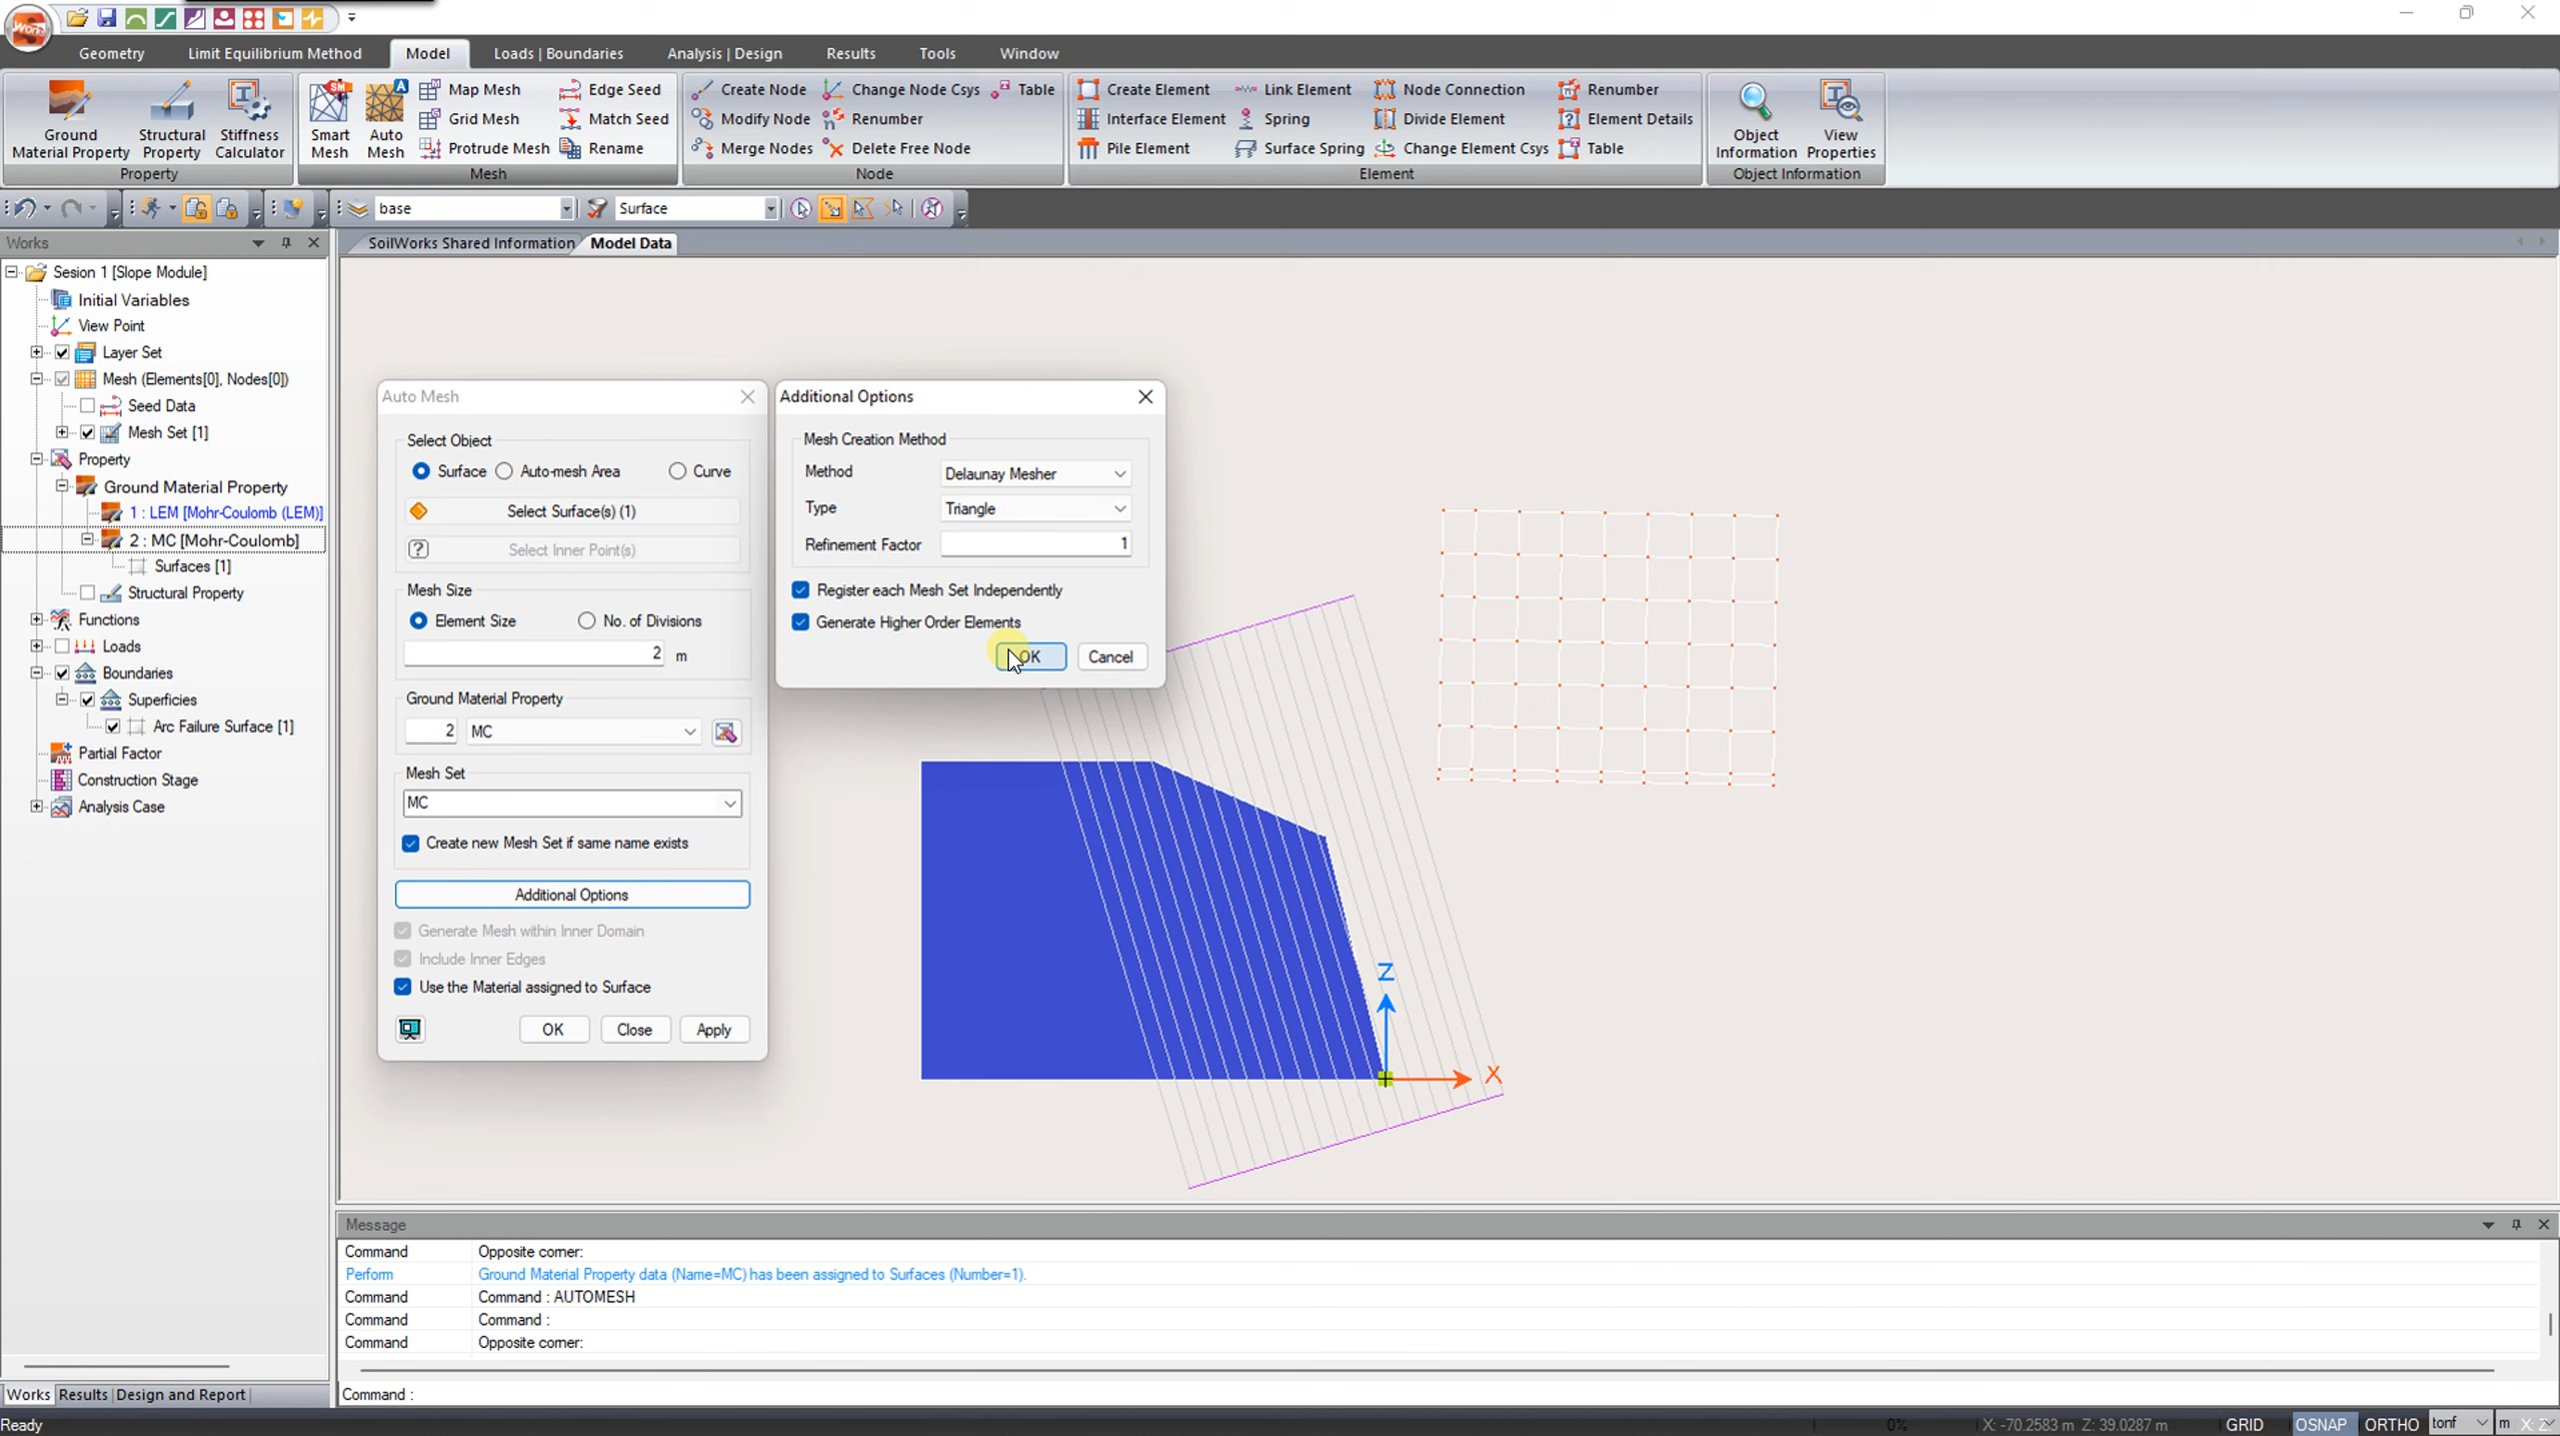 Geometry Limit Equilibrium Method Model Loads | Boundaries Analysis | Design Results Tools Window
Ground Material Property
Structural Property
Stiffness Calculator
Property
Smart Mesh
Auto Mesh
Map Mesh Edge Seed
Grid Mesh Match Seed
Protrude Mesh Rename
Mesh
Create Node Change Node Csys Table
Modify Node Renumber
Merge Nodes Delete Free Node
Node
Create Element Link Element Node Connection Renumber
Interface Element Spring Divide Element Element Details
Pile Element Surface Spring Change Element Csys Table
Element
Object Information
View Properties
Object Information
base Surface
Works
SoilWorks Shared Information Model Data
Sesion 1 [Slope Module]
Initial Variables
View Point
Layer Set
Mesh (Elements[0], Nodes[0])
Seed Data
Mesh Set [1]
Property
Ground Material Property
1 : LEM [Mohr-Coulomb (LEM)]
2 : MC [Mohr-Coulomb]
Surfaces [1]
Structural Property
Functions
Loads
Boundaries
Superficies
Arc Failure Surface [1]
Partial Factor
Construction Stage
Analysis Case
Auto Mesh
Select Object
Surface Auto-mesh Area Curve
Select Surface(s) (1)
Select Inner Point(s)
Mesh Size
Element Size No. of Divisions
2 m
Ground Material Property
2 MC
Mesh Set
MC
Create new Mesh Set if same name exists
Additional Options
Generate Mesh within Inner Domain
Include Inner Edges
Use the Material assigned to Surface
OK Close Apply
Additional Options
Mesh Creation Method
Method Delaunay Mesher
Type Triangle
Refinement Factor 1
Register each Mesh Set Independently
Generate Higher Order Elements
OK Cancel
Z
X
Message
Command Opposite corner:
Perform Ground Material Property data (Name=MC) has been assigned to Surfaces (Number=1).
Command Command : AUTOMESH
Command Command :
Command Opposite corner:
Works Results Design and Report
Command :
Ready
0% X: -70.2583 m Z: 39.0287 m GRID OSNAP ORTHO tonf m